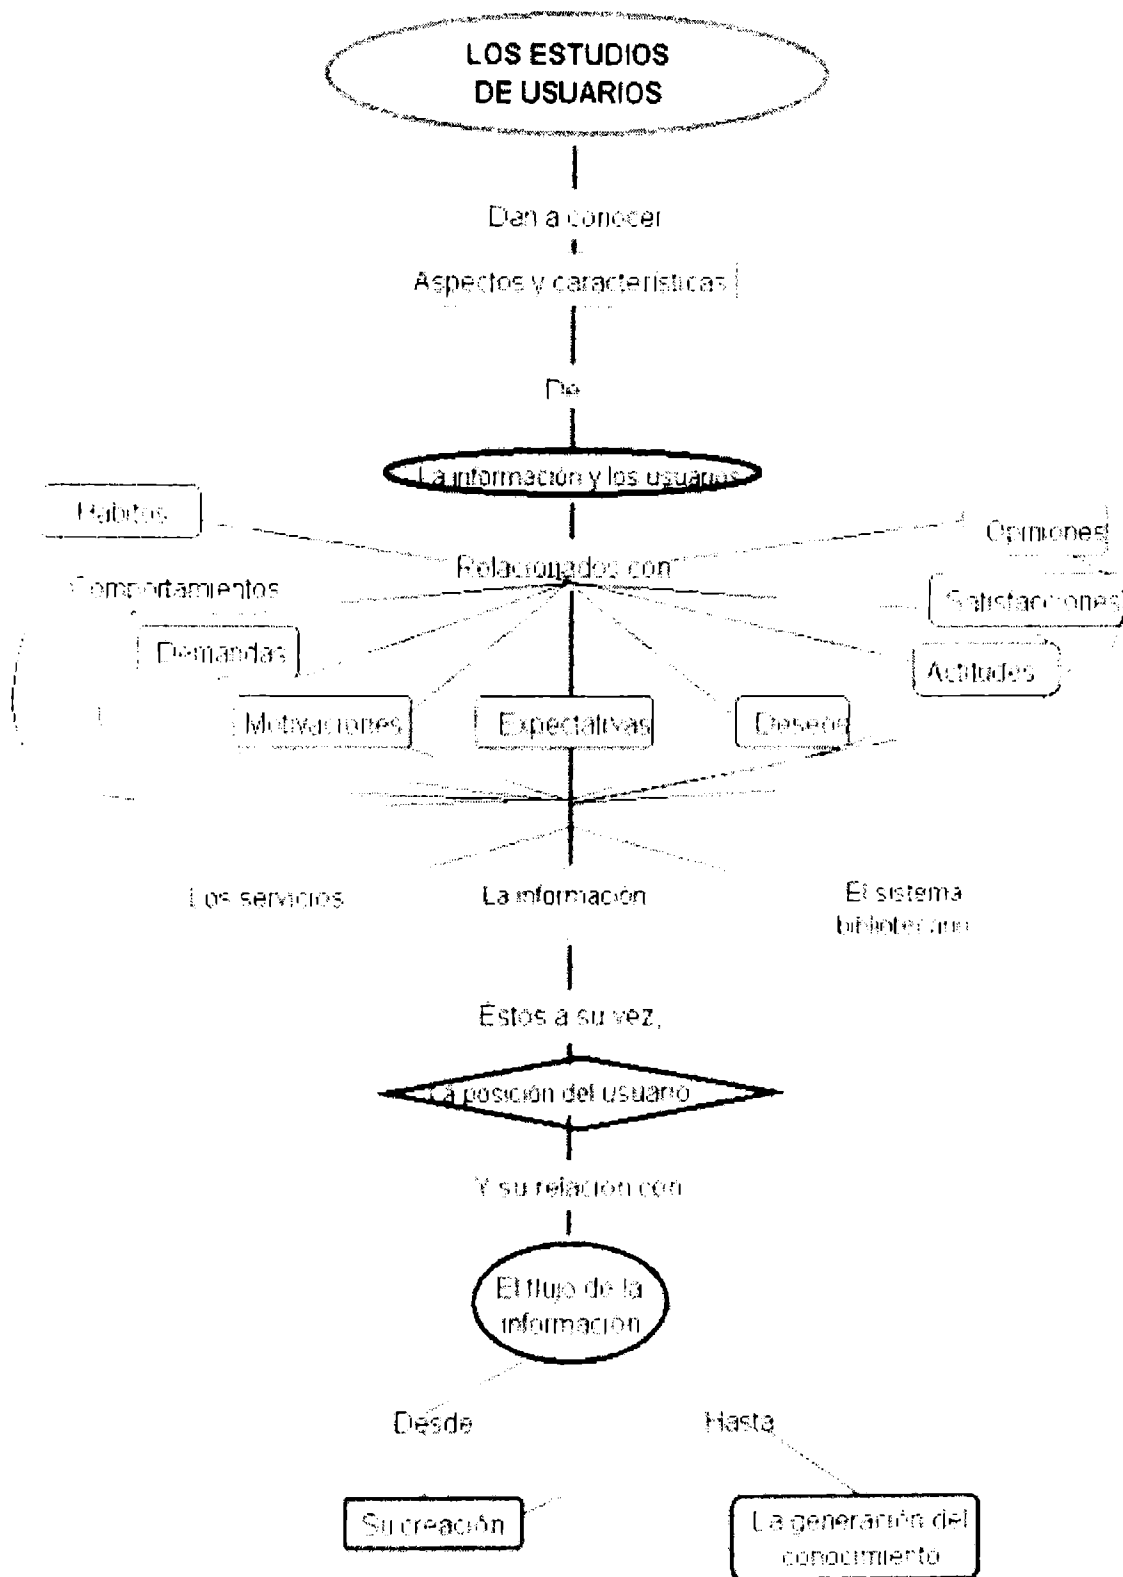 LOS ESTUDIOS
DE USUARIOS
Dan a conocer
Aspectos y características
De
La información y los usuarios
Hábitos
Opiniones
Relacionados con
Comportamientos
Satisfacciones
Demandas
Actitudes
Motivaciones
Expectativas
Deseos
Los servicios
La información
El sistema
bibliotecario
Éstos a su vez,
La posición del usuario
Y su relación con
El flujo de la
información
Desde
Hasta
Su creación
La generación del
conocimiento